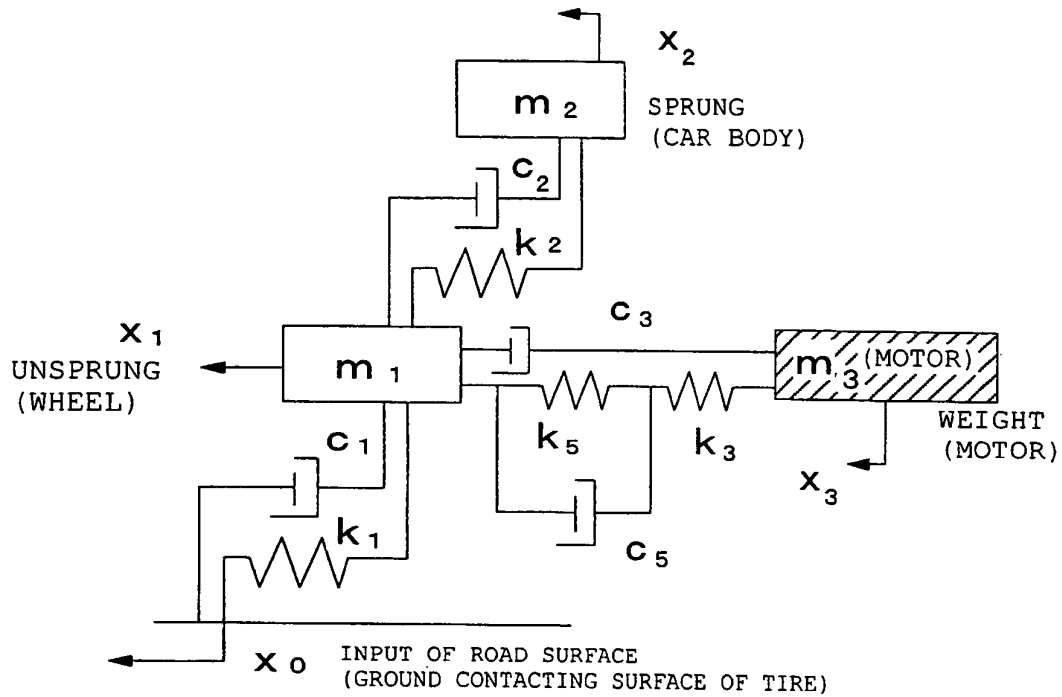 x2
m2
SPRUNG
(CAR BODY)
c2
k2
x1
UNSPRUNG
(WHEEL)
m1
c3
m3 (MOTOR)
k5
k3
WEIGHT
(MOTOR)
x3
c1
k1
c5
xo
INPUT OF ROAD SURFACE
(GROUND CONTACTING SURFACE OF TIRE)